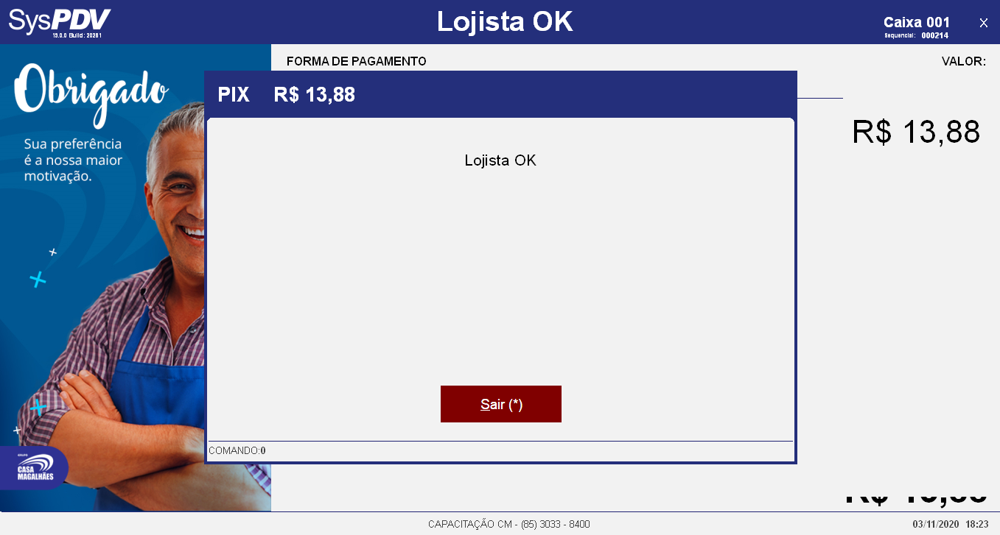 SysPDV
19.0.0 Build: 20281
Lojista OK
Caixa 001
Sequencial: 000214
X
Obrigado
Sua preferência
é a nossa maior
motivação.
GRUPO
CASA
MAGALHÃES
FORMA DE PAGAMENTO
VALOR:
PIX R$ 13,88
R$ 13,88
Lojista OK
Sair (*)
COMANDO:0
CAPACITAÇÃO CM - (85) 3033 - 8400
03/11/2020 18:23